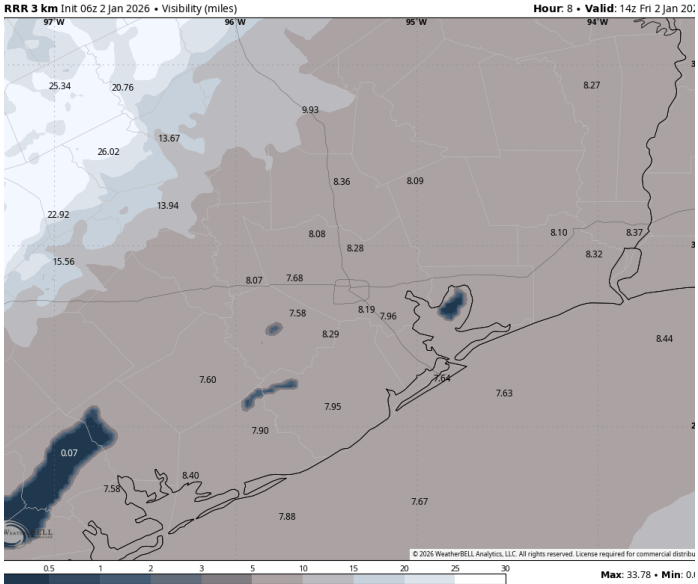 RRR 3 km Init 06z 2 Jan 2026 • Visibility (miles)
Hour: 8 • Valid: 14z Fri 2 Jan 202
97°W 96°W 95°W 94°W
3
25.34 20.76 8.27
9.93
13.67
26.02
8.36 8.09
13.94
22.92
8.08 8.10 8.37
8.28 8.32 3
15.56
8.07 7.68
7.58 8.19 7.96
8.29 8.44
7.60 7.64
7.63
7.95
2
7.90
0.07
8.40
7.58
7.67
7.88
© 2026 WeatherBELL Analytics, LLC. All rights reserved. License required for commercial distribu
0.5 1 2 3 5 10 15 20 25 30
Max: 33.78 • Min: 0.0